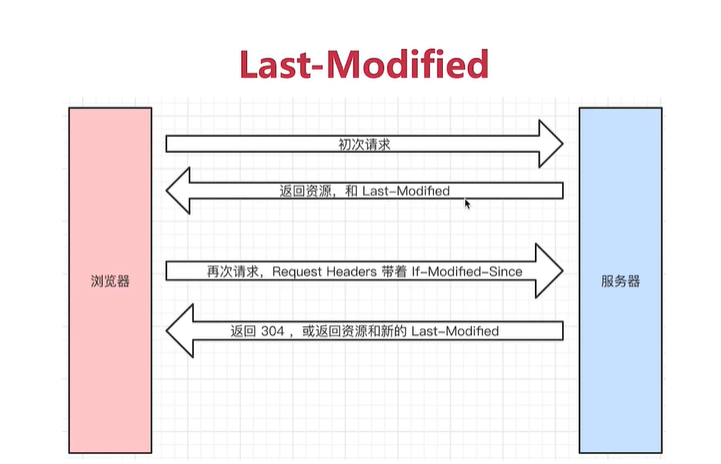 Last-Modified
初次请求
返回资源，和 Last-Modified
浏览器
再次请求，Request Headers 带着 If-Modified-Since
服务器
返回 304 ，或返回资源和新的 Last-Modified